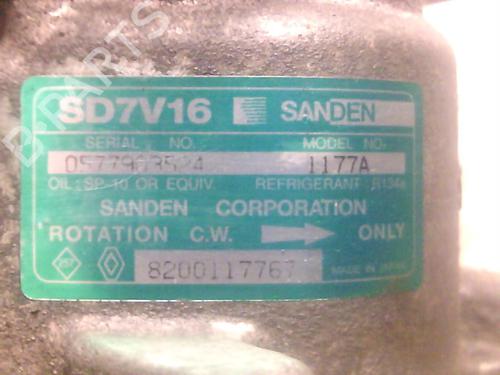 SD7V16 SANDEN
SERIAL NO. MODEL NO.
1177A
OIL : SP-10 OR EQUIV. REFRIGERANT : R134a
SANDEN CORPORATION
ROTATION C.W. ONLY
8200117767 MADE IN JAPAN
B-PARTS